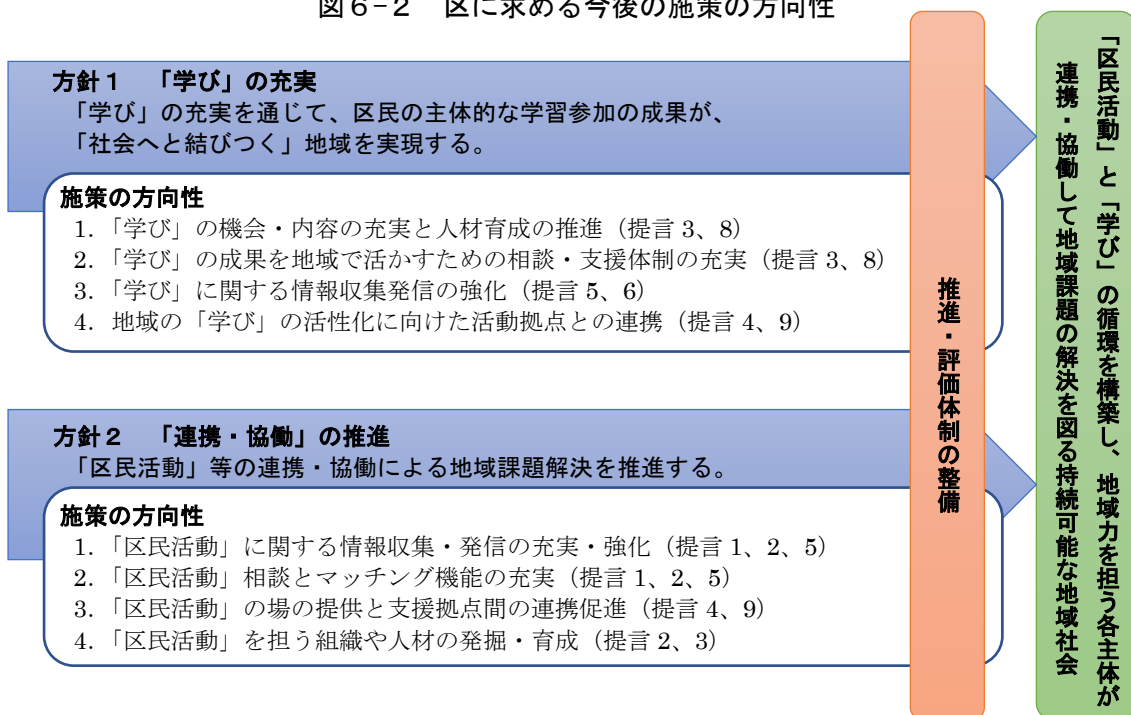 図６－２　区に求める今後の施策の方向性
方針１　「学び」の充実
「学び」の充実を通じて、区民の主体的な学習参加の成果が、
「社会へと結びつく」地域を実現する。
施策の方向性
1.「学び」の機会・内容の充実と人材育成の推進（提言 3、8）
2.「学び」の成果を地域で活かすための相談・支援体制の充実（提言 3、8）
3.「学び」に関する情報収集発信の強化（提言 5、6）
4. 地域の「学び」の活性化に向けた活動拠点との連携（提言 4、9）
方針２　「連携・協働」の推進
「区民活動」等の連携・協働による地域課題解決を推進する。
施策の方向性
1.「区民活動」に関する情報収集・発信の充実・強化（提言 1、2、5）
2.「区民活動」相談とマッチング機能の充実（提言 1、2、5）
3.「区民活動」の場の提供と支援拠点間の連携促進（提言 4、9）
4.「区民活動」を担う組織や人材の発掘・育成（提言 2、3）
推進・評価体制の整備
「区民活動」と「学び」の循環を構築し、地域力を担う各主体が
連携・協働して地域課題の解決を図る持続可能な地域社会